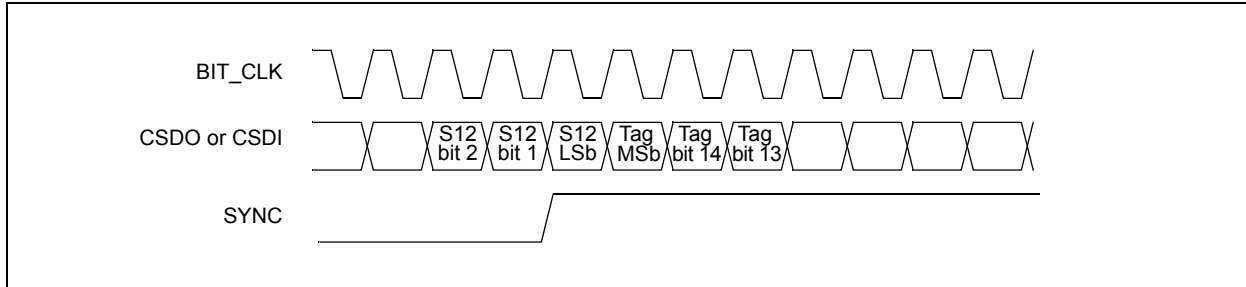 BIT_CLK
CSDO or CSDI
S12 S12 S12 Tag Tag Tag
bit 2 bit 1 LSb MSb bit 14 bit 13
SYNC